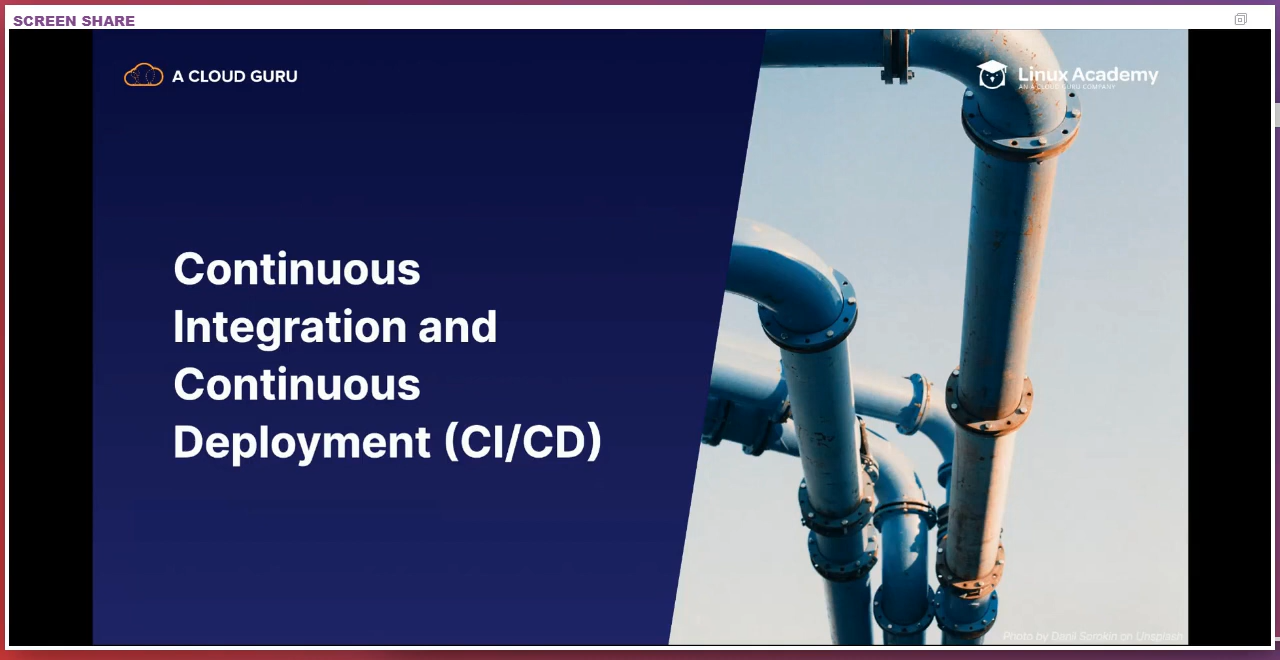 SCREEN SHARE
A CLOUD GURU
Linux Academy
AN A CLOUD GURU COMPANY
Continuous
Integration and
Continuous
Deployment (CI/CD)
Photo by Danil Sorokin on Unsplash